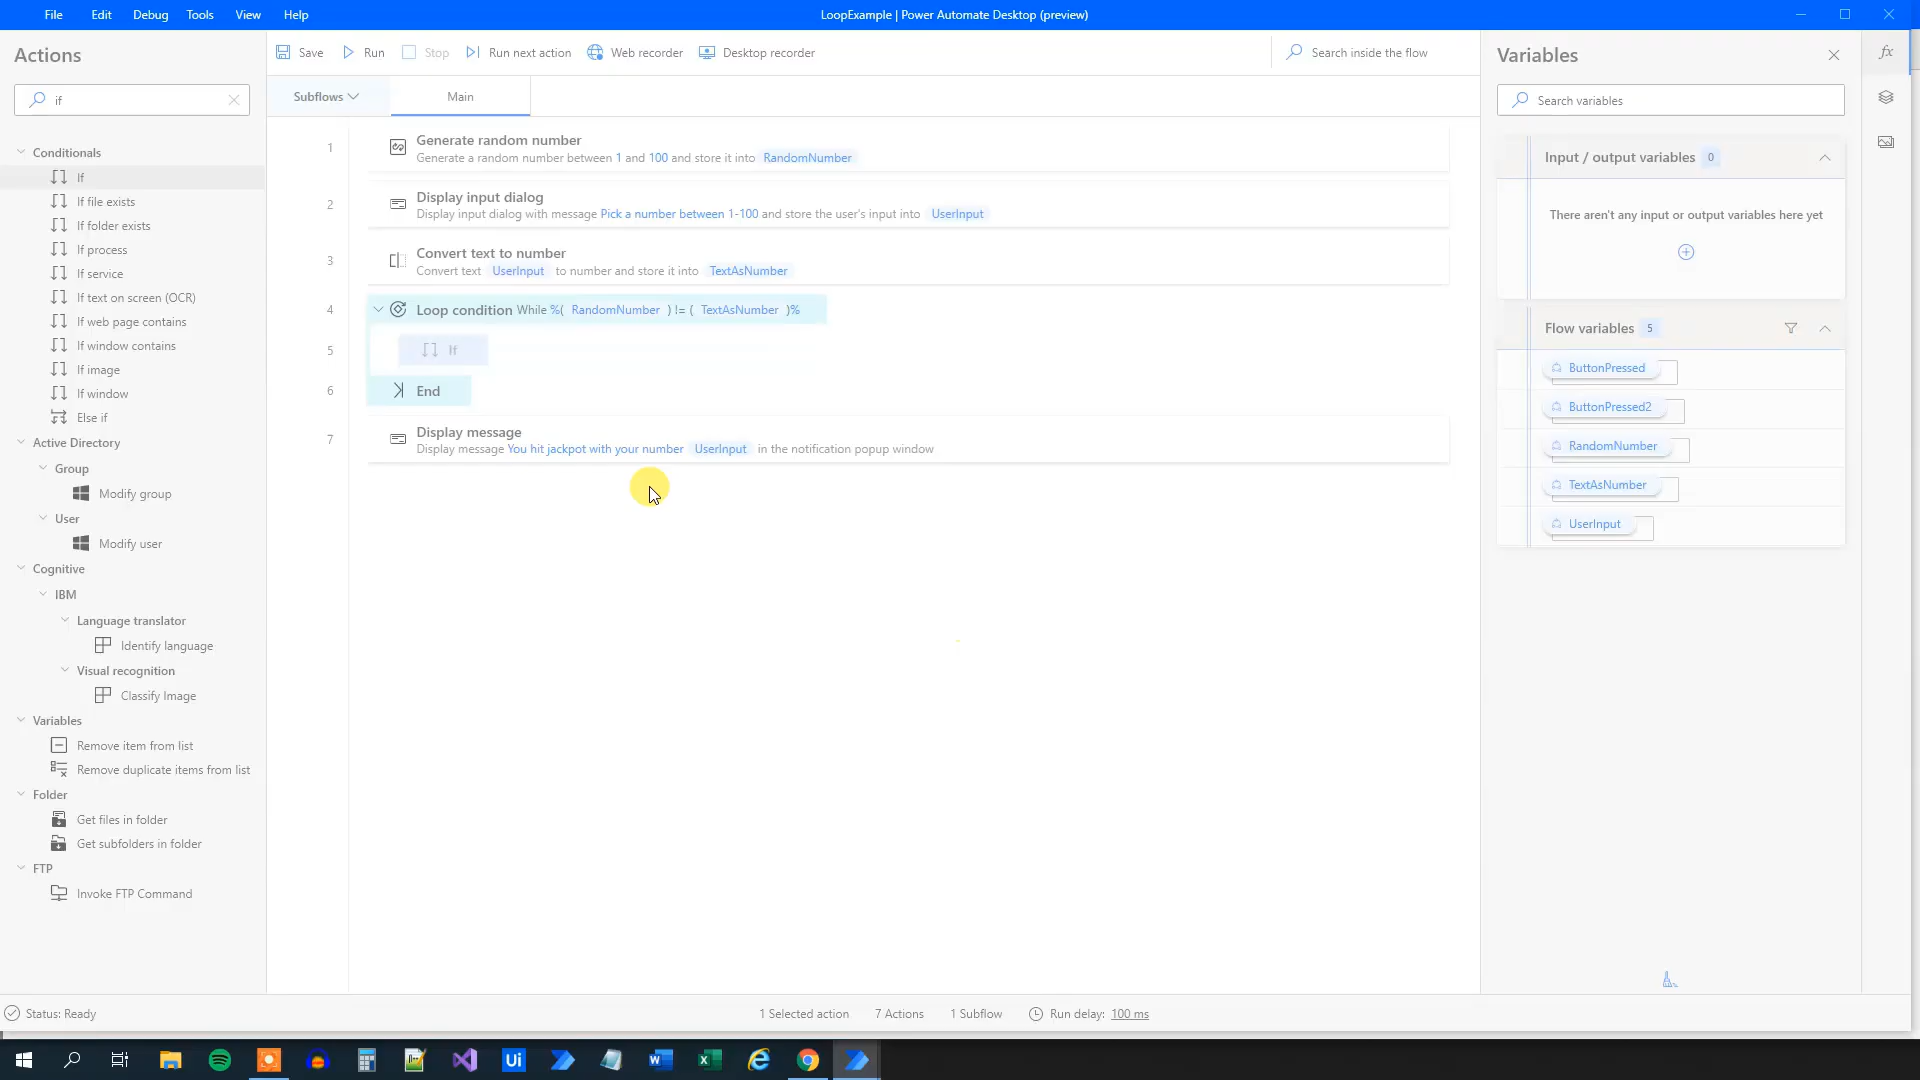 File Edit Debug Tools View Help
LoopExample | Power Automate Desktop (preview)
Actions
if
Conditionals
If
If file exists
If folder exists
If process
If service
If text on screen (OCR)
If web page contains
If window contains
If image
If window
Else if
Active Directory
Group
Modify group
User
Modify user
Cognitive
IBM
Language translator
Identify language
Visual recognition
Classify Image
Variables
Remove item from list
Remove duplicate items from list
Folder
Get files in folder
Get subfolders in folder
FTP
Invoke FTP Command
Save Run Stop Run next action Web recorder Desktop recorder
Search inside the flow
Subflows Main
1 Generate random number
Generate a random number between 1 and 100 and store it into RandomNumber
2 Display input dialog
Display input dialog with message Pick a number between 1-100 and store the user's input into UserInput
3 Convert text to number
Convert text UserInput to number and store it into TextAsNumber
4 Loop condition While %( RandomNumber ) != ( TextAsNumber )%
5 If
6 End
7 Display message
Display message You hit jackpot with your number UserInput in the notification popup window
Variables
fx
Search variables
Input / output variables 0
There aren't any input or output variables here yet
Flow variables 5
ButtonPressed
ButtonPressed2
RandomNumber
TextAsNumber
UserInput
Status: Ready
1 Selected action 7 Actions 1 Subflow Run delay: 100 ms
Ui